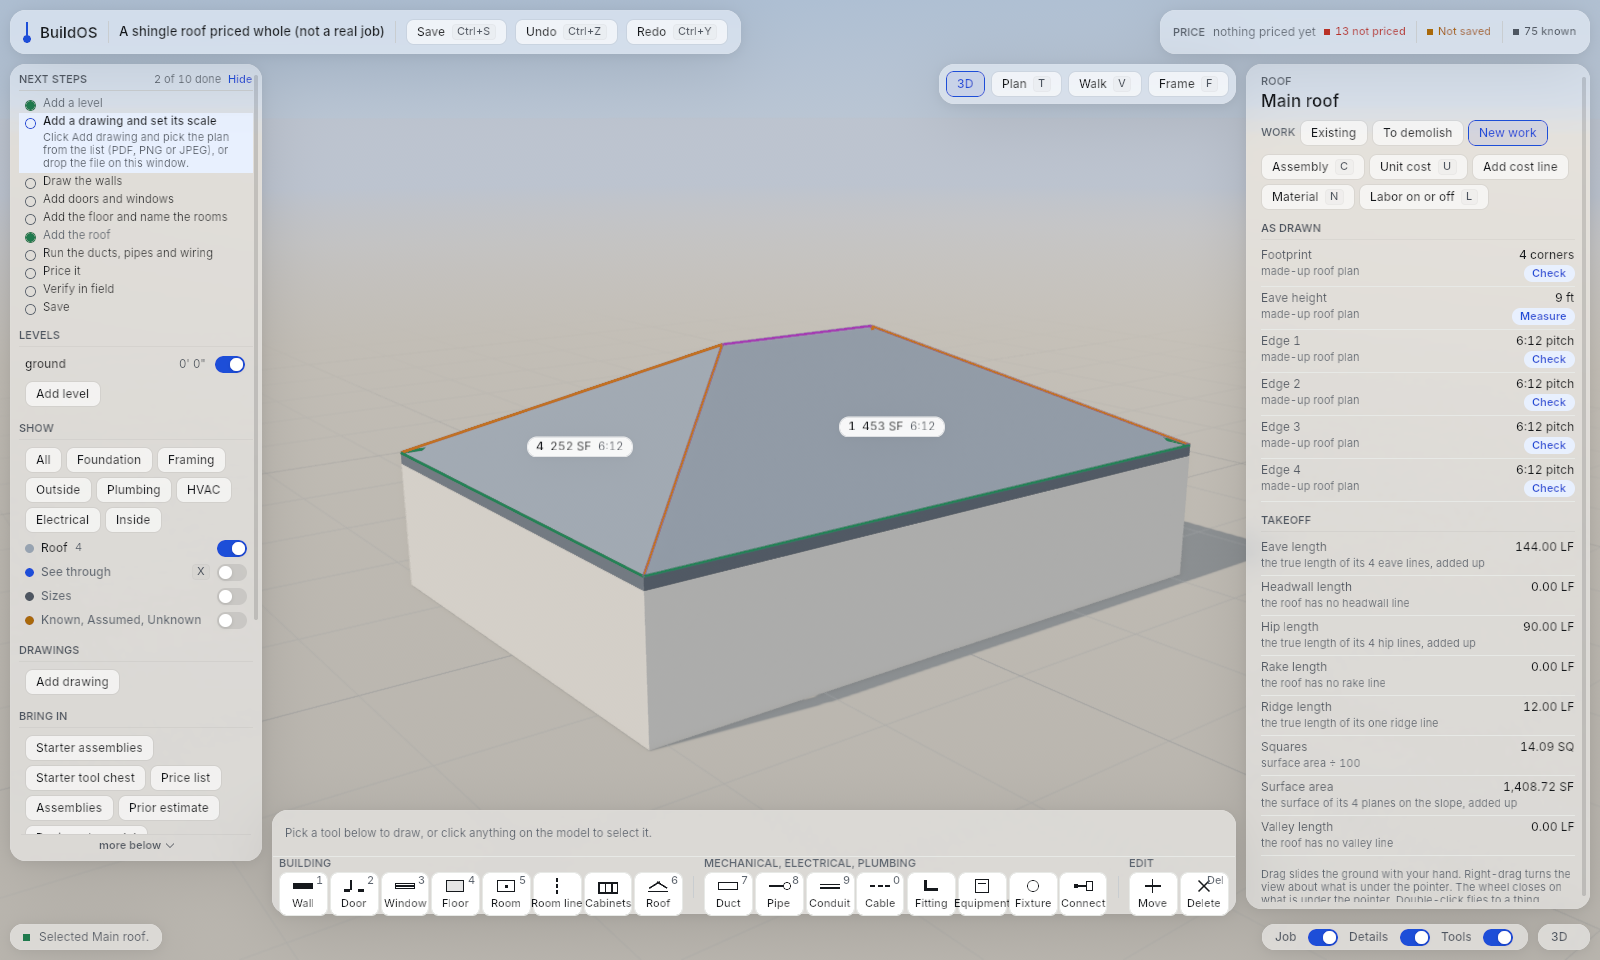 BuildOS
A shingle roof priced whole (not a real job)
Save Ctrl+S
Undo Ctrl+Z
Redo Ctrl+Y
PRICE nothing priced yet
13 not priced
Not saved
75 known
NEXT STEPS 2 of 10 done Hide
Add a level
Add a drawing and set its scale
Click Add drawing and pick the plan
from the list (PDF, PNG or JPEG), or
drop the file on this window.
Draw the walls
Add doors and windows
Add the floor and name the rooms
Add the roof
Run the ducts, pipes and wiring
Price it
Verify in field
Save
LEVELS
ground 0' 0"
Add level
SHOW
All Foundation Framing
Outside Plumbing HVAC
Electrical Inside
Roof 4
See through X
Sizes
Known, Assumed, Unknown
DRAWINGS
Add drawing
BRING IN
Starter assemblies
Starter tool chest Price list
Assemblies Prior estimate
more below
Selected Main roof.
3D Plan T Walk V Frame F
4 252 SF 6:12
1 453 SF 6:12
Pick a tool below to draw, or click anything on the model to select it.
BUILDING
Wall 1
Door 2
Window 3
Floor 4
Room 5
Room line
Cabinets
Roof 6
MECHANICAL, ELECTRICAL, PLUMBING
Duct 7
Pipe 8
Conduit 9
Cable 0
Fitting
Equipment
Fixture
Connect
EDIT
Move
Delete Del
ROOF
Main roof
WORK Existing To demolish New work
Assembly C Unit cost U Add cost line
Material N Labor on or off L
AS DRAWN
Footprint 4 corners
made-up roof plan Check
Eave height 9 ft
made-up roof plan Measure
Edge 1 6:12 pitch
made-up roof plan Check
Edge 2 6:12 pitch
made-up roof plan Check
Edge 3 6:12 pitch
made-up roof plan Check
Edge 4 6:12 pitch
made-up roof plan Check
TAKEOFF
Eave length 144.00 LF
the true length of its 4 eave lines, added up
Headwall length 0.00 LF
the roof has no headwall line
Hip length 90.00 LF
the true length of its 4 hip lines, added up
Rake length 0.00 LF
the roof has no rake line
Ridge length 12.00 LF
the true length of its one ridge line
Squares 14.09 SQ
surface area ÷ 100
Surface area 1,408.72 SF
the surface of its 4 planes on the slope, added up
Valley length 0.00 LF
the roof has no valley line
Drag slides the ground with your hand. Right-drag turns the
view about what is under the pointer. The wheel closes on
what is under the pointer. Double-click flies to a thing.
Job Details Tools 3D